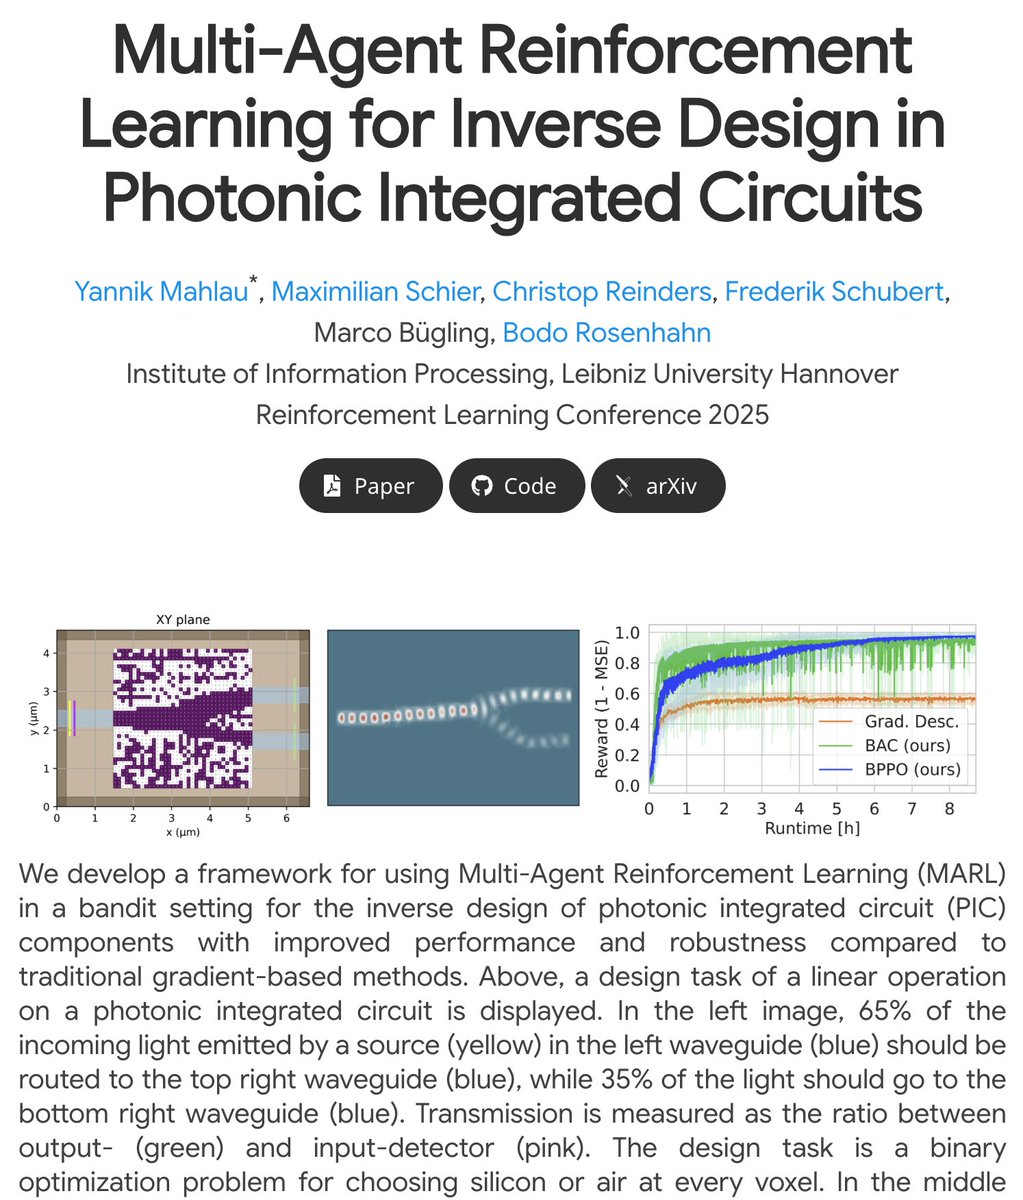 Multi-Agent Reinforcement
Learning for Inverse Design in
Photonic Integrated Circuits
Yannik Mahlau*, Maximilian Schier, Christop Reinders, Frederik Schubert,
Marco Bügling, Bodo Rosenhahn
Institute of Information Processing, Leibniz University Hannover
Reinforcement Learning Conference 2025
Paper
Code
arXiv
XY plane
y (μm)
4
3
2
1
0
0 1 2 3 4 5 6
x (μm)
Reward (1 - MSE)
1.0
0.8
0.6
0.4
0.2
0.0
Grad. Desc.
BAC (ours)
BPPO (ours)
0 1 2 3 4 5 6 7 8
Runtime [h]
We develop a framework for using Multi-Agent Reinforcement Learning (MARL)
in a bandit setting for the inverse design of photonic integrated circuit (PIC)
components with improved performance and robustness compared to
traditional gradient-based methods. Above, a design task of a linear operation
on a photonic integrated circuit is displayed. In the left image, 65% of the
incoming light emitted by a source (yellow) in the left waveguide (blue) should be
routed to the top right waveguide (blue), while 35% of the light should go to the
bottom right waveguide (blue). Transmission is measured as the ratio between
output- (green) and input-detector (pink). The design task is a binary
optimization problem for choosing silicon or air at every voxel. In the middle